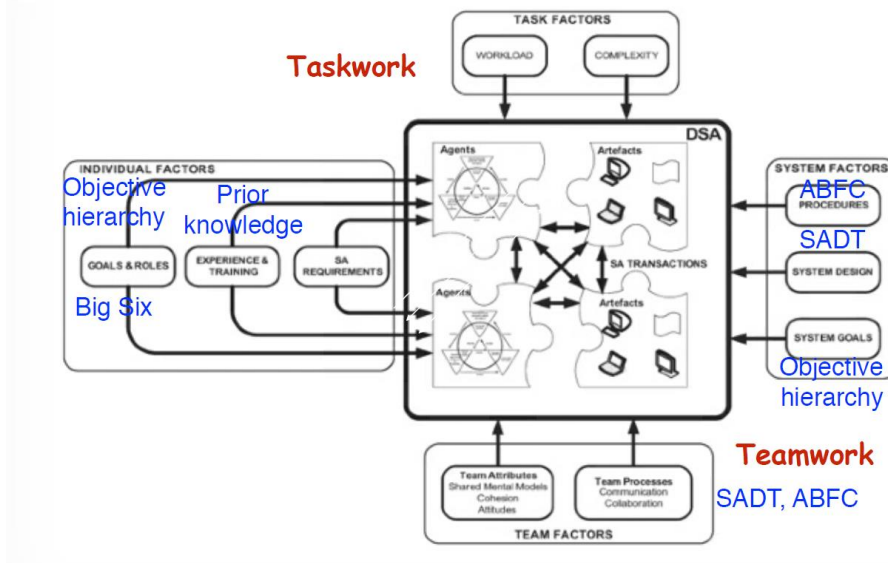 TASK FACTORS
WORKLOAD
COMPLEXITY
Taskwork
DSA
Agents
Artefacts
INDIVIDUAL FACTORS
Objective
hierarchy
Prior
knowledge
GOALS & ROLES
EXPERIENCE &
TRAINING
SA
REQUIREMENTS
Big Six
SA TRANSACTIONS
Agents
Artefacts
SYSTEM FACTORS
ABFC
PROCEDURES
SADT
SYSTEM DESIGN
SYSTEM GOALS
Objective
hierarchy
Teamwork
Team Attributes
Shared Mental Models
Cohesion
Attitudes
Team Processes
Communication
Collaboration
SADT, ABFC
TEAM FACTORS